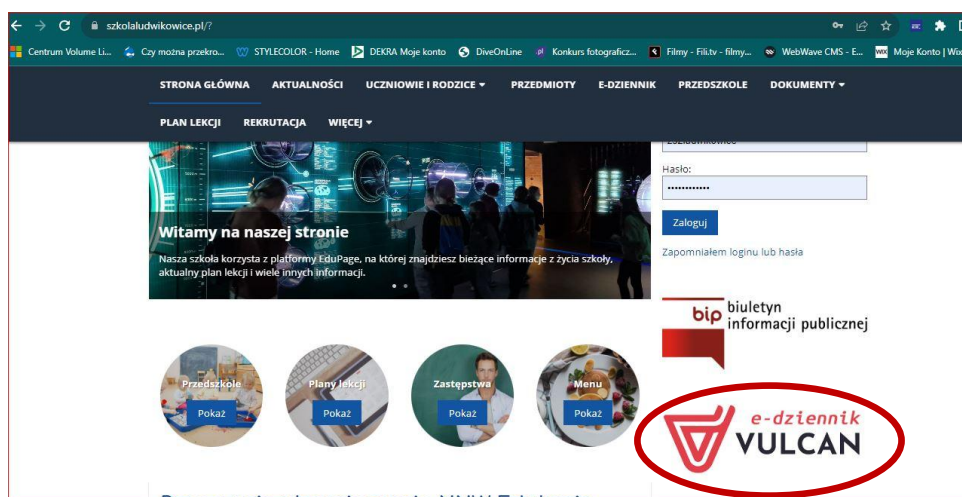 szkolaludwikowice.pl/?
Centrum Volume Li... Czy można przekro... STYLECOLOR - Home DEKRA Moje konto DiveOnLine Konkurs fotograficz... Filmy - Fili.tv - filmy... WebWave CMS - E... WIX Moje Konto | Wix
STRONA GŁÓWNA AKTUALNOŚCI UCZNIOWIE I RODZICE PRZEDMIOTY E-DZIENNIK PRZEDSZKOLE DOKUMENTY
PLAN LEKCJI REKRUTACJA WIĘCEJ
Hasło:
••••••••••••
Zaloguj
Zapomniałem loginu lub hasła
Witamy na naszej stronie
Nasza szkoła korzysta z platformy EduPage, na której znajdziesz bieżące informacje z życia szkoły,
aktualny plan lekcji i wiele innych informacji.
bip biuletyn
informacji publicznej
Przedszkole
Pokaż
Plany lekcji
Pokaż
Zastępstwa
Pokaż
Menu
Pokaż
e-dziennik
VULCAN